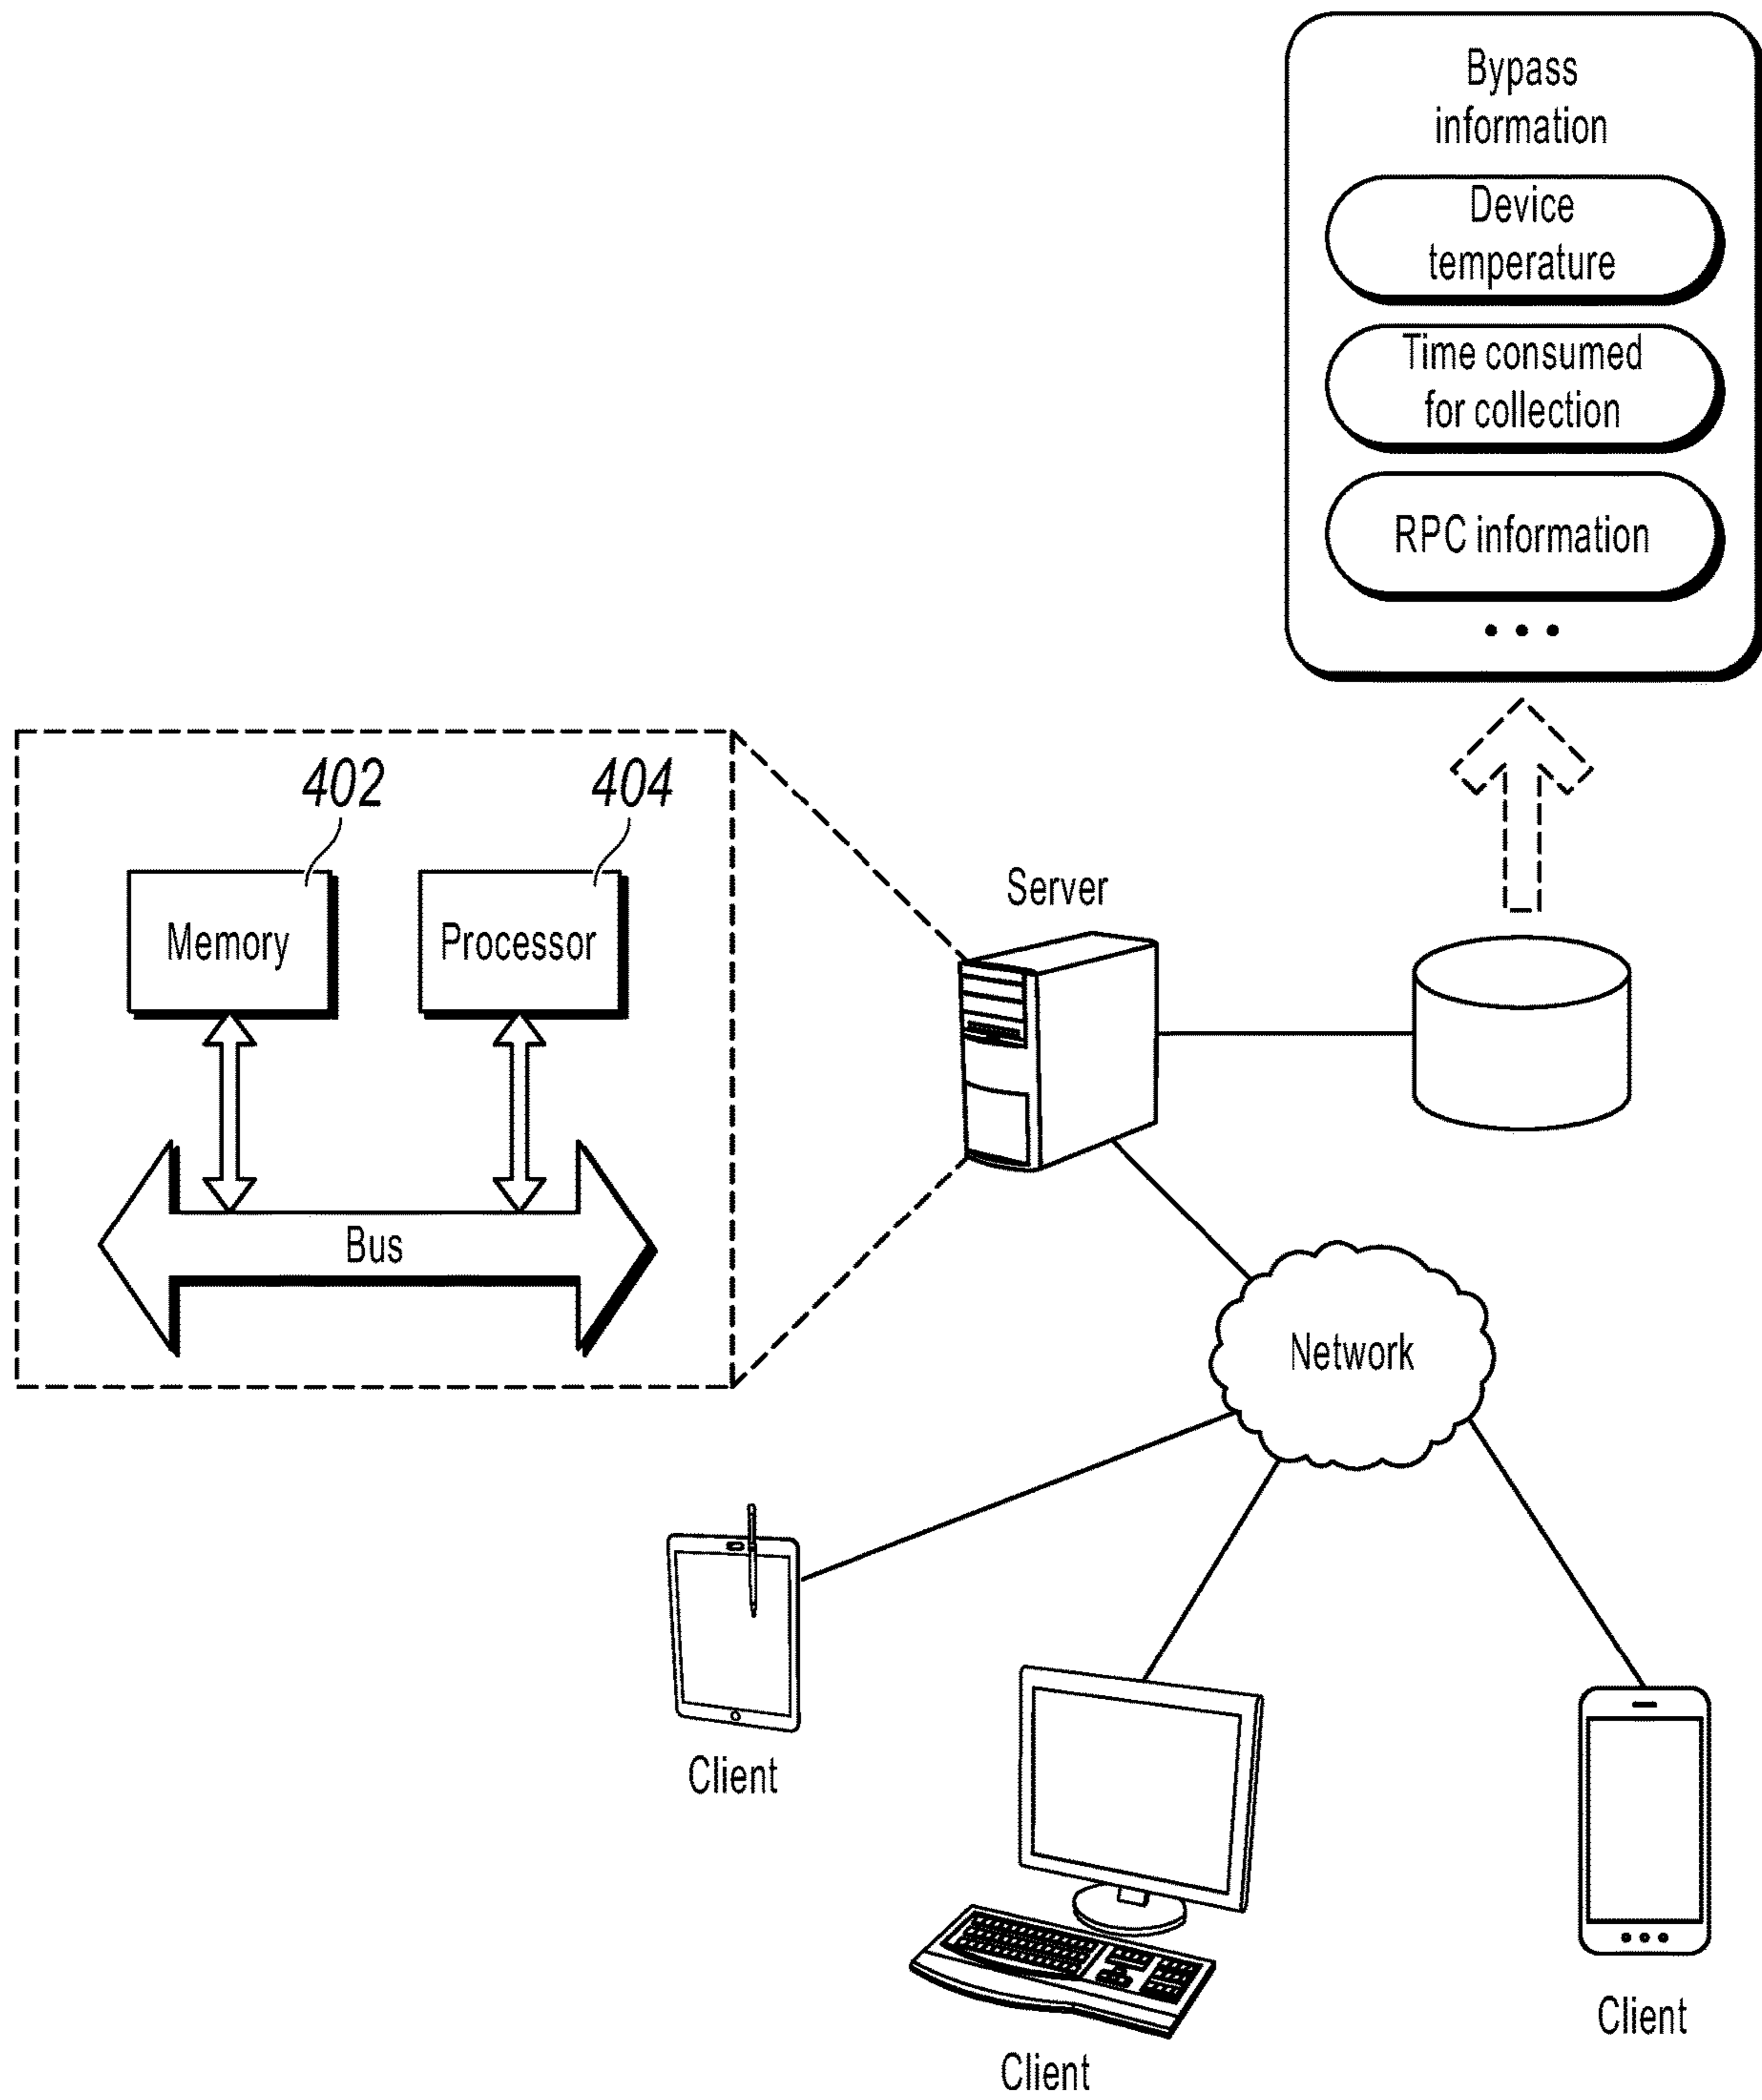 Bypass
information
Device
temperature
Time consumed
for collection
RPC information
402
404
Memory
Processor
Bus
Server
Network
Client
Client
Client